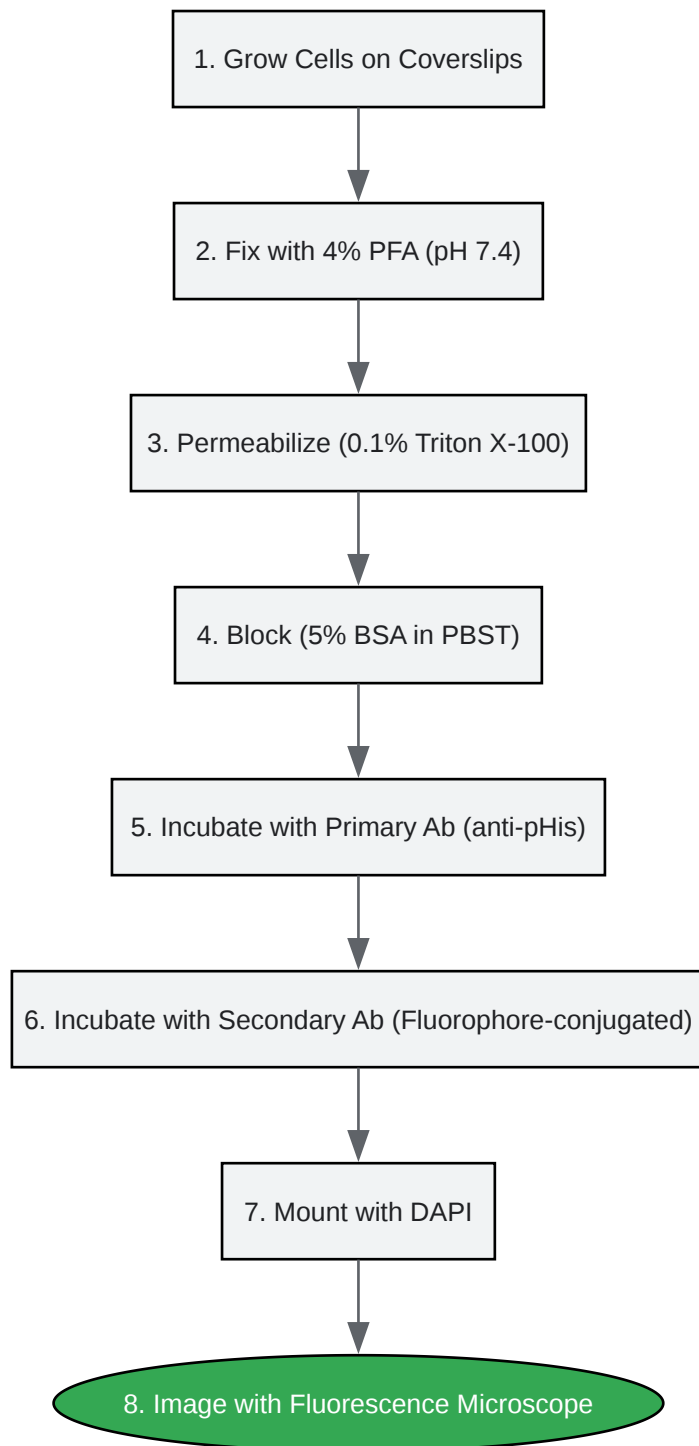 1. Grow Cells on Coverslips
2. Fix with 4% PFA (pH 7.4)
3. Permeabilize (0.1% Triton X-100)
4. Block (5% BSA in PBST)
5. Incubate with Primary Ab (anti-pHis)
6. Incubate with Secondary Ab (Fluorophore-conjugated)
7. Mount with DAPI
8. Image with Fluorescence Microscope